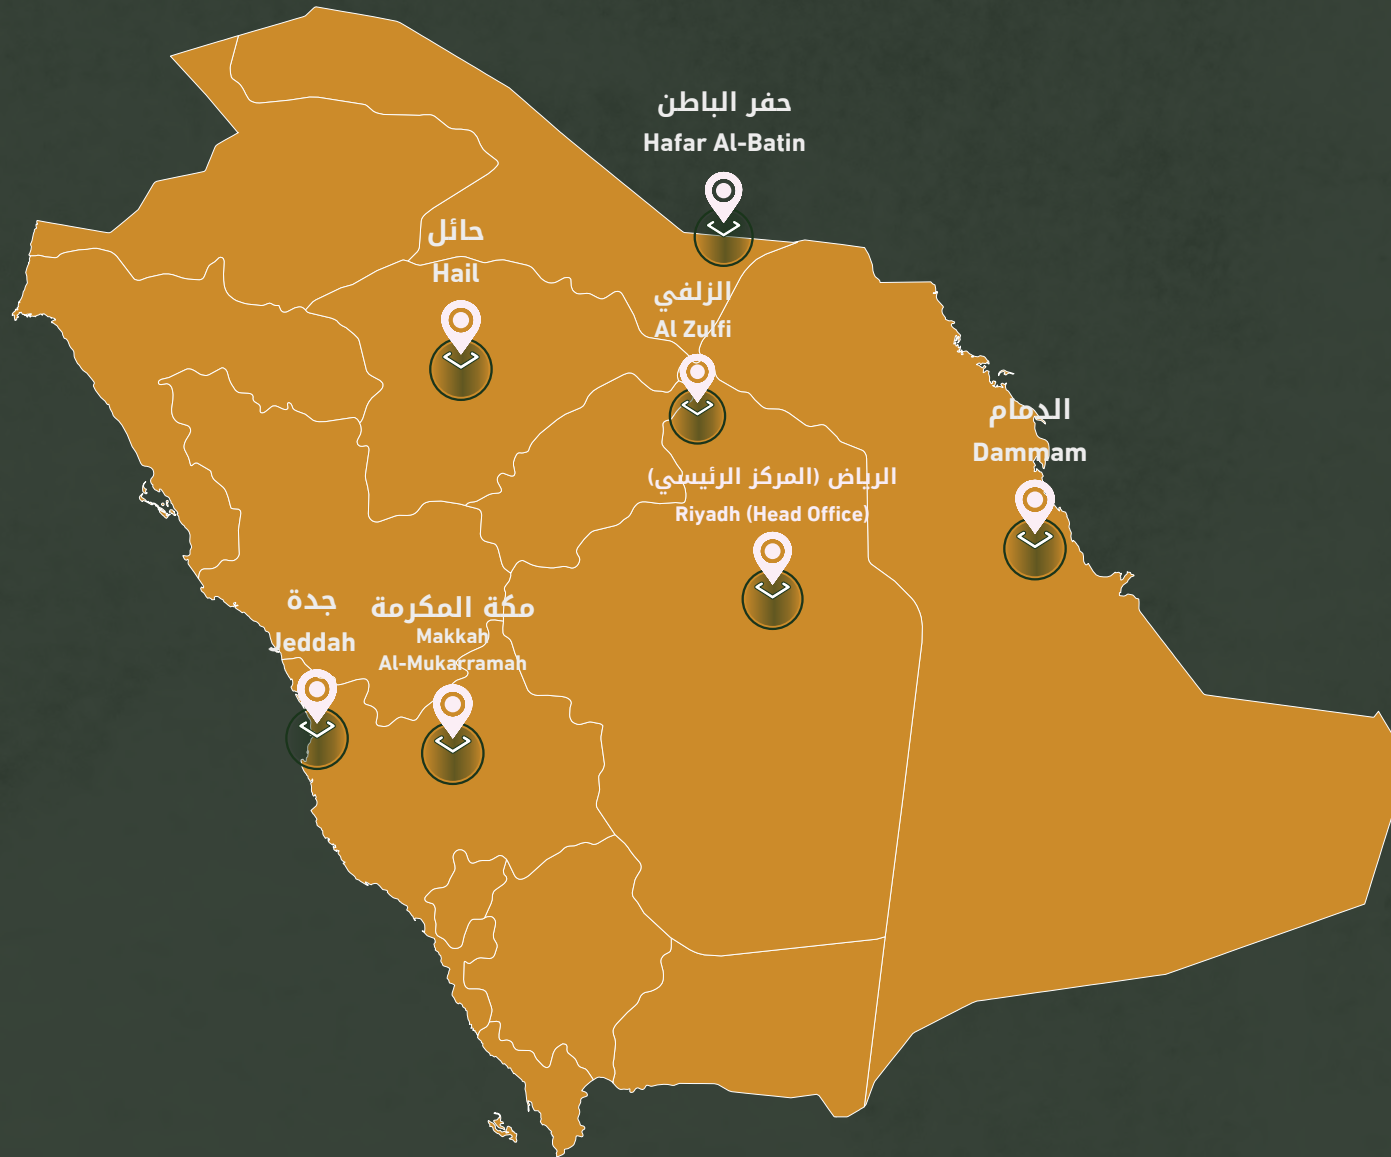 حفر الباطن
Hafar Al-Batin
حائل
Hail
الزلفي
Al Zulfi
الدمام
Dammam
الرياض (المركز الرئيسي)
Riyadh (Head Office)
جدة
Jeddah
مكة المكرمة
Makkah
Al-Mukarramah